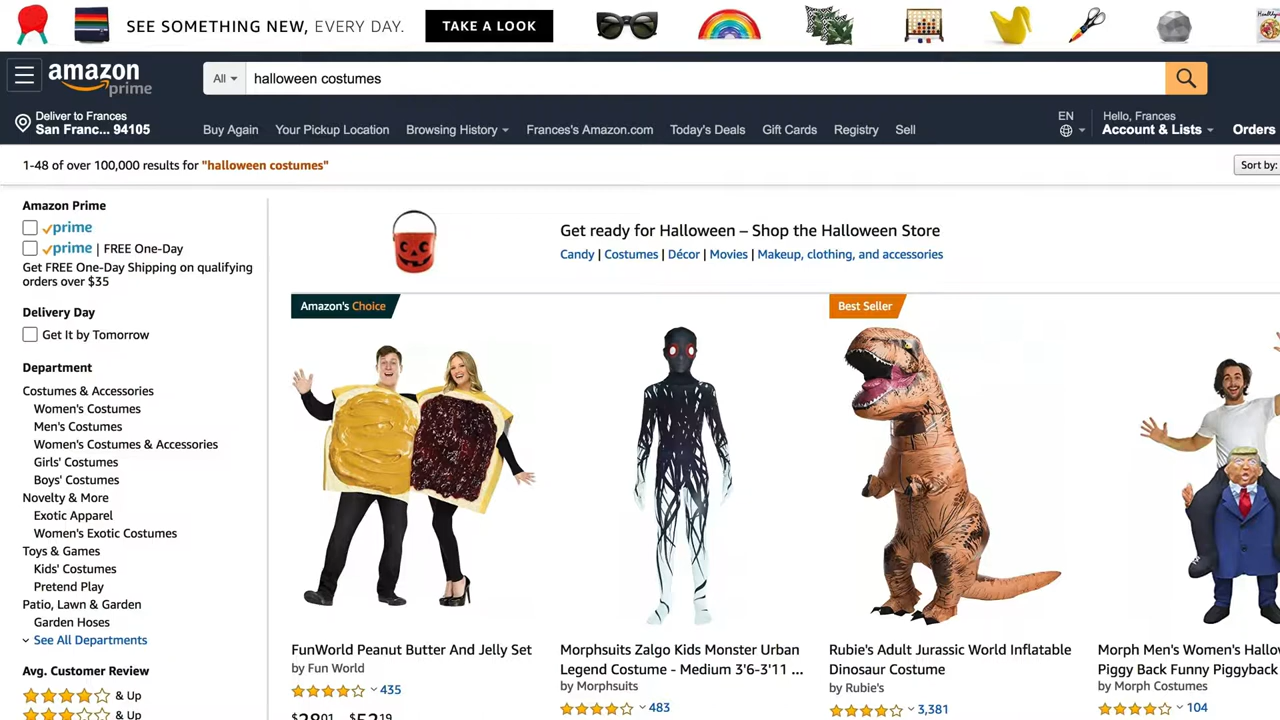 SEE SOMETHING NEW, EVERY DAY.
TAKE A LOOK
amazon
prime
All
halloween costumes
Deliver to Frances
San Franc... 94105
Buy Again
Your Pickup Location
Browsing History
Frances's Amazon.com
Today's Deals
Gift Cards
Registry
Sell
EN
Hello, Frances
Account & Lists
Orders
1-48 of over 100,000 results for "halloween costumes"
Sort by:
Amazon Prime
prime
prime | FREE One-Day
Get FREE One-Day Shipping on qualifying
orders over $35
Delivery Day
Get It by Tomorrow
Department
Costumes & Accessories
Women's Costumes
Men's Costumes
Women's Costumes & Accessories
Girls' Costumes
Boys' Costumes
Novelty & More
Exotic Apparel
Women's Exotic Costumes
Toys & Games
Kids' Costumes
Pretend Play
Patio, Lawn & Garden
Garden Hoses
See All Departments
Avg. Customer Review
& Up
& Up
Get ready for Halloween – Shop the Halloween Store
Candy | Costumes | Décor | Movies | Makeup, clothing, and accessories
Amazon's Choice
FunWorld Peanut Butter And Jelly Set
by Fun World
435
Morphsuits Zalgo Kids Monster Urban
Legend Costume - Medium 3'6-3'11 ...
by Morphsuits
483
Best Seller
Rubie's Adult Jurassic World Inflatable
Dinosaur Costume
by Rubie's
3,381
Morph Men's Women's Hallo
Piggy Back Funny Piggyback
by Morph Costumes
104